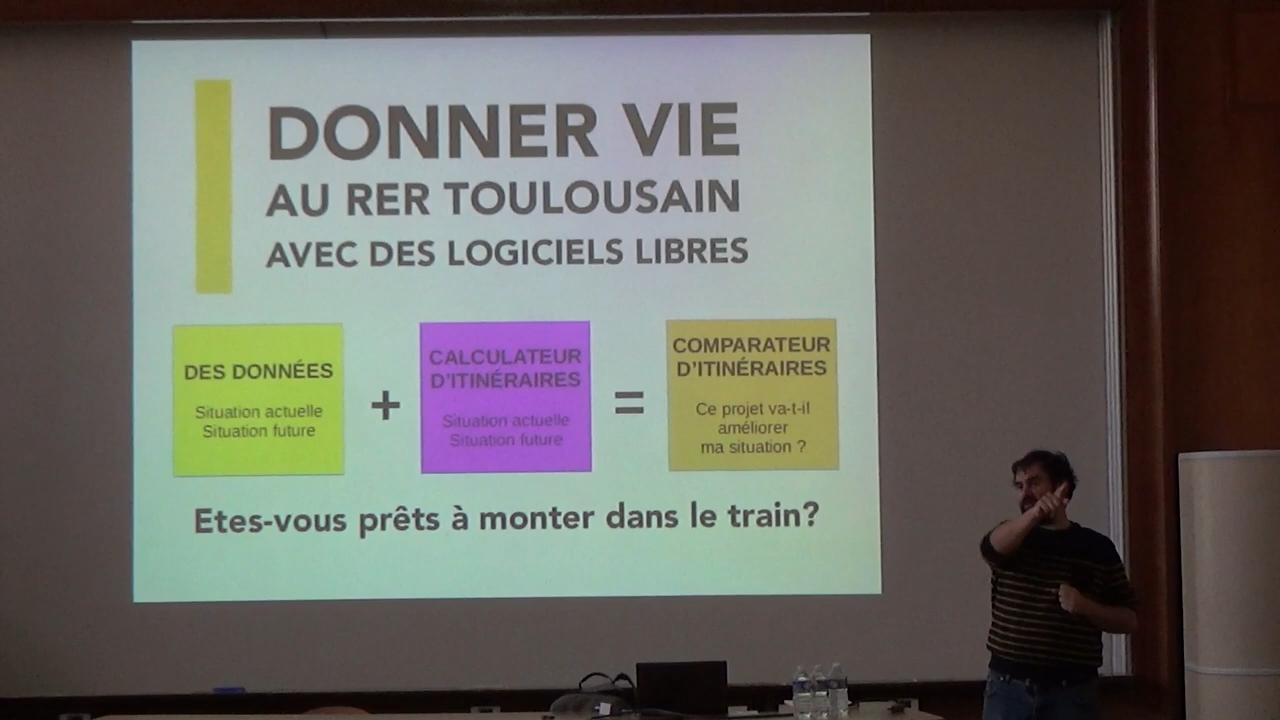 DONNER VIE
AU RER TOULOUSAIN
AVEC DES LOGICIELS LIBRES
DES DONNÉES
Situation actuelle
Situation future
+
CALCULATEUR
D'ITINÉRAIRES
Situation actuelle
Situation future
=
COMPARATEUR
D'ITINÉRAIRES
Ce projet va-t-il
améliorer
ma situation ?
Etes-vous prêts à monter dans le train?